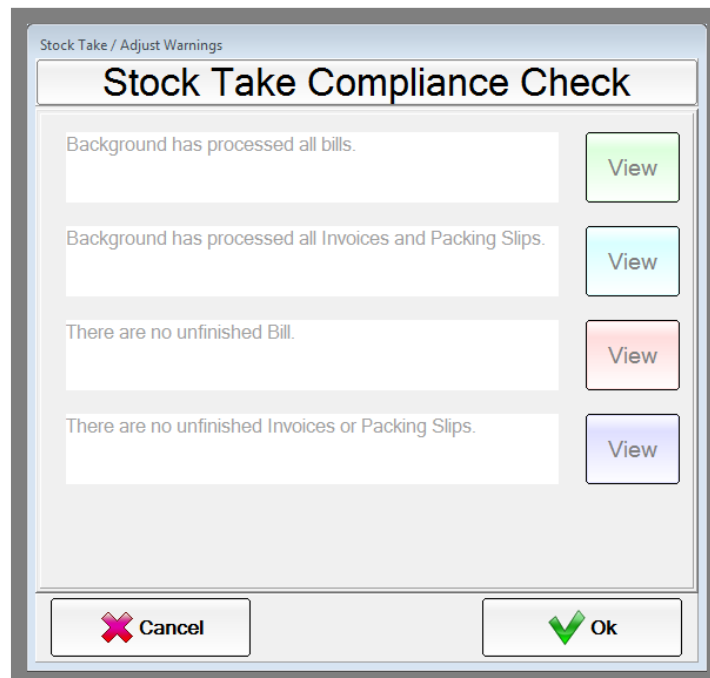 Stock Take / Adjust Warnings
Stock Take Compliance Check
Background has processed all bills.
View
Background has processed all Invoices and Packing Slips.
View
There are no unfinished Bill.
View
There are no unfinished Invoices or Packing Slips.
View
Cancel
Ok